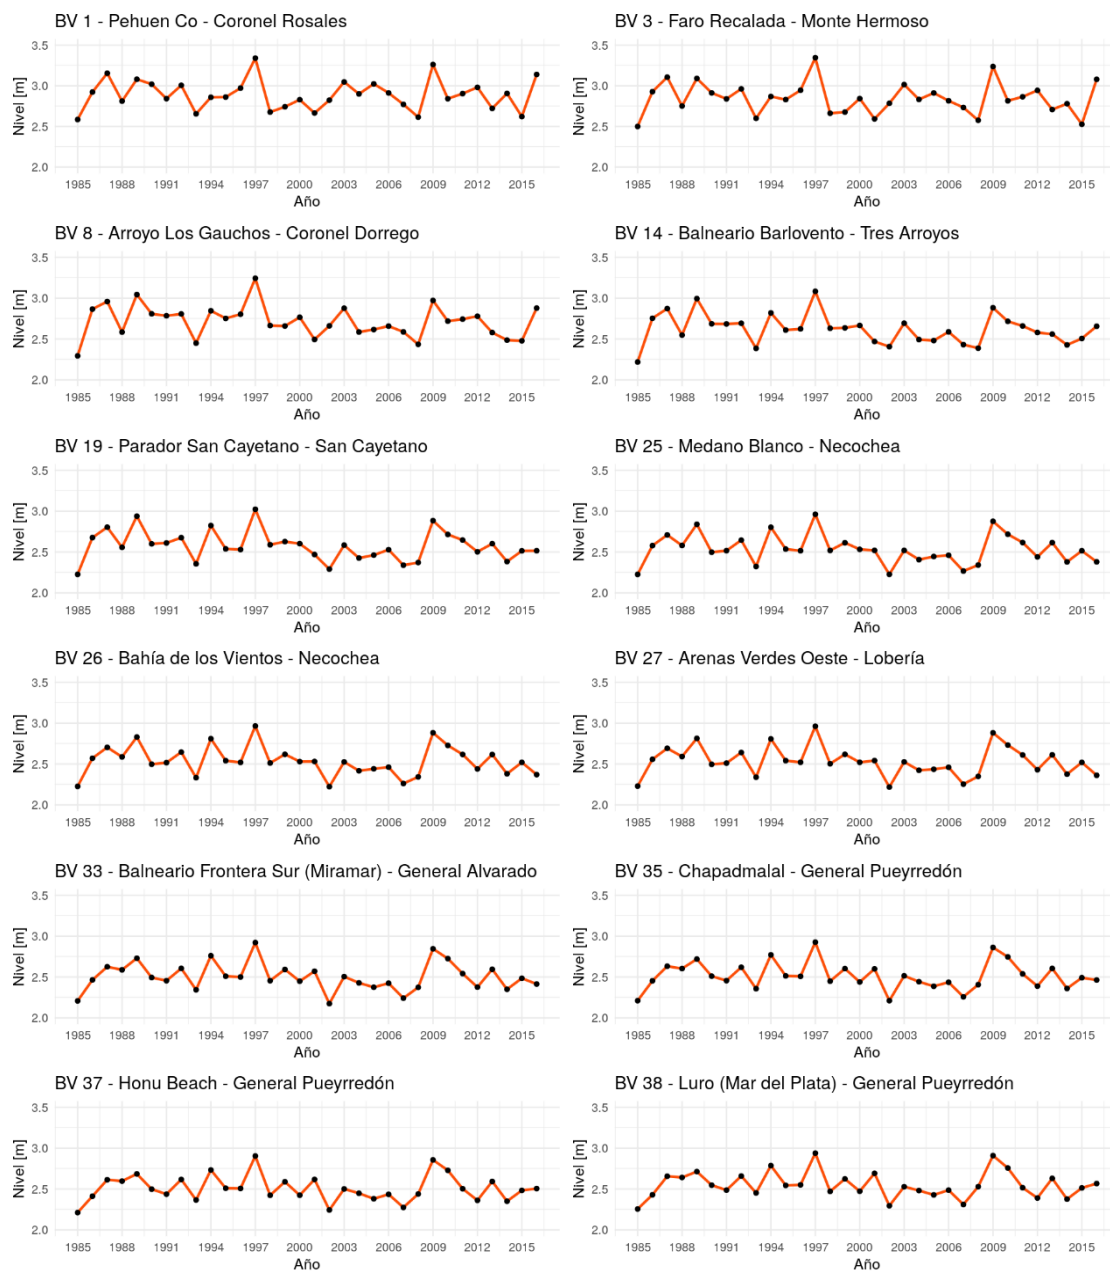 BV 1 - Pehuen Co - Coronel Rosales
3.5
3.0
2.5
2.0
Nivel [m]
1985 1988 1991 1994 1997 2000 2003 2006 2009 2012 2015
Año
BV 3 - Faro Recalada - Monte Hermoso
3.5
3.0
2.5
2.0
Nivel [m]
1985 1988 1991 1994 1997 2000 2003 2006 2009 2012 2015
Año
BV 8 - Arroyo Los Gauchos - Coronel Dorrego
3.5
3.0
2.5
2.0
Nivel [m]
1985 1988 1991 1994 1997 2000 2003 2006 2009 2012 2015
Año
BV 14 - Balneario Barlovento - Tres Arroyos
3.5
3.0
2.5
2.0
Nivel [m]
1985 1988 1991 1994 1997 2000 2003 2006 2009 2012 2015
Año
BV 19 - Parador San Cayetano - San Cayetano
3.5
3.0
2.5
2.0
Nivel [m]
1985 1988 1991 1994 1997 2000 2003 2006 2009 2012 2015
Año
BV 25 - Medano Blanco - Necochea
3.5
3.0
2.5
2.0
Nivel [m]
1985 1988 1991 1994 1997 2000 2003 2006 2009 2012 2015
Año
BV 26 - Bahía de los Vientos - Necochea
3.5
3.0
2.5
2.0
Nivel [m]
1985 1988 1991 1994 1997 2000 2003 2006 2009 2012 2015
Año
BV 27 - Arenas Verdes Oeste - Lobería
3.5
3.0
2.5
2.0
Nivel [m]
1985 1988 1991 1994 1997 2000 2003 2006 2009 2012 2015
Año
BV 33 - Balneario Frontera Sur (Miramar) - General Alvarado
3.5
3.0
2.5
2.0
Nivel [m]
1985 1988 1991 1994 1997 2000 2003 2006 2009 2012 2015
Año
BV 35 - Chapadmalal - General Pueyrredón
3.5
3.0
2.5
2.0
Nivel [m]
1985 1988 1991 1994 1997 2000 2003 2006 2009 2012 2015
Año
BV 37 - Honu Beach - General Pueyrredón
3.5
3.0
2.5
2.0
Nivel [m]
1985 1988 1991 1994 1997 2000 2003 2006 2009 2012 2015
Año
BV 38 - Luro (Mar del Plata) - General Pueyrredón
3.5
3.0
2.5
2.0
Nivel [m]
1985 1988 1991 1994 1997 2000 2003 2006 2009 2012 2015
Año